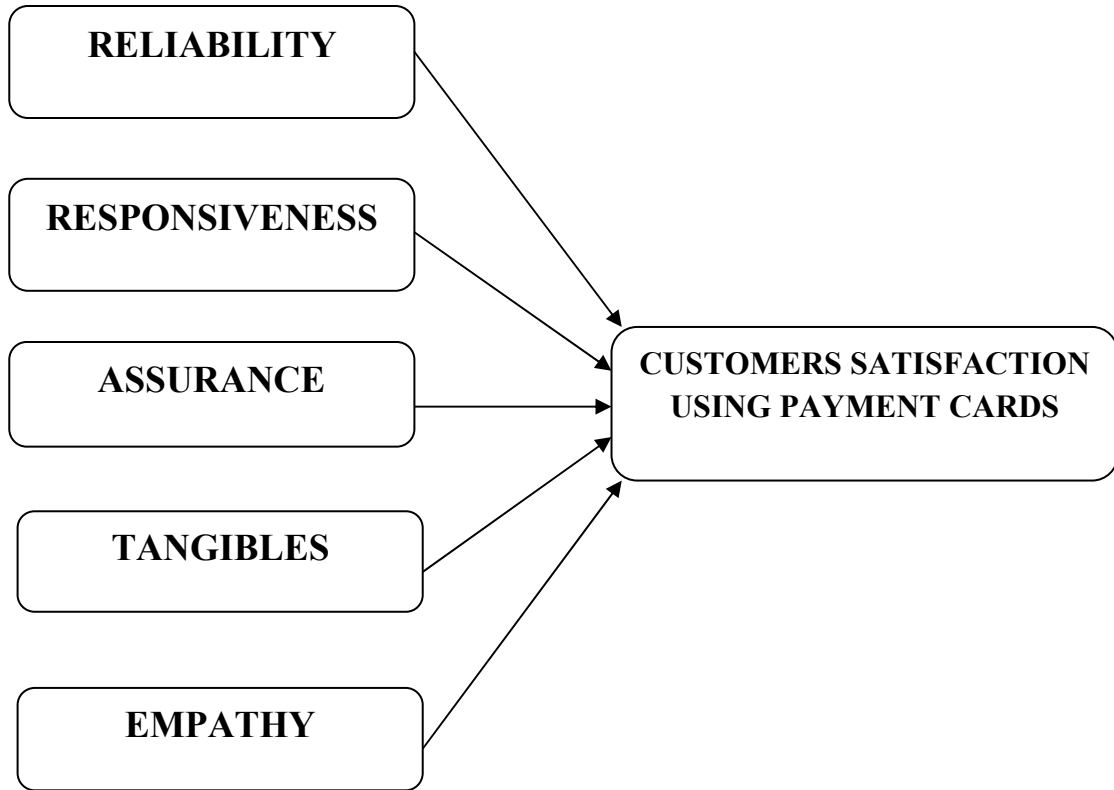 RELIABILITY
RESPONSIVENESS
ASSURANCE
CUSTOMERS SATISFACTION
USING PAYMENT CARDS
TANGIBLES
EMPATHY